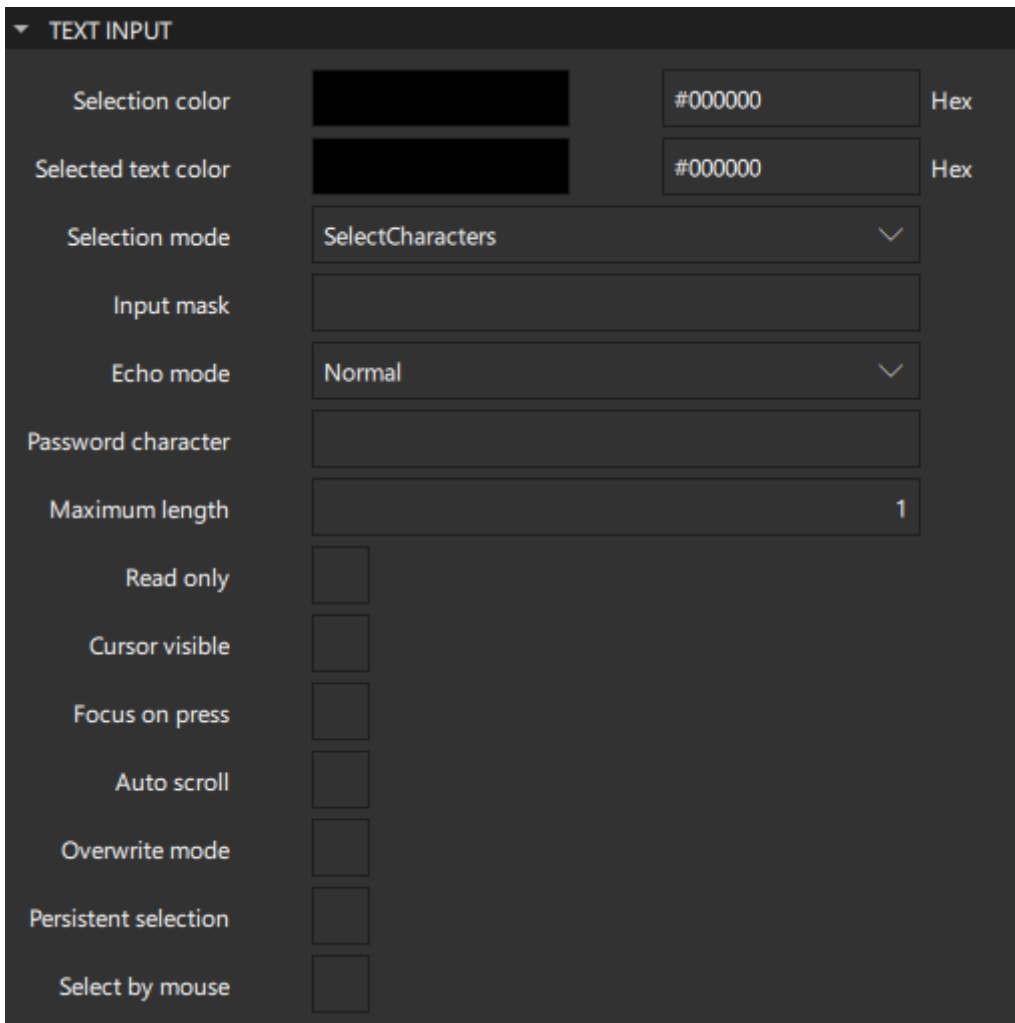 TEXT INPUT
Selection color #000000 Hex
Selected text color #000000 Hex
Selection mode SelectCharacters
Input mask
Echo mode Normal
Password character
Maximum length 1
Read only
Cursor visible
Focus on press
Auto scroll
Overwrite mode
Persistent selection
Select by mouse